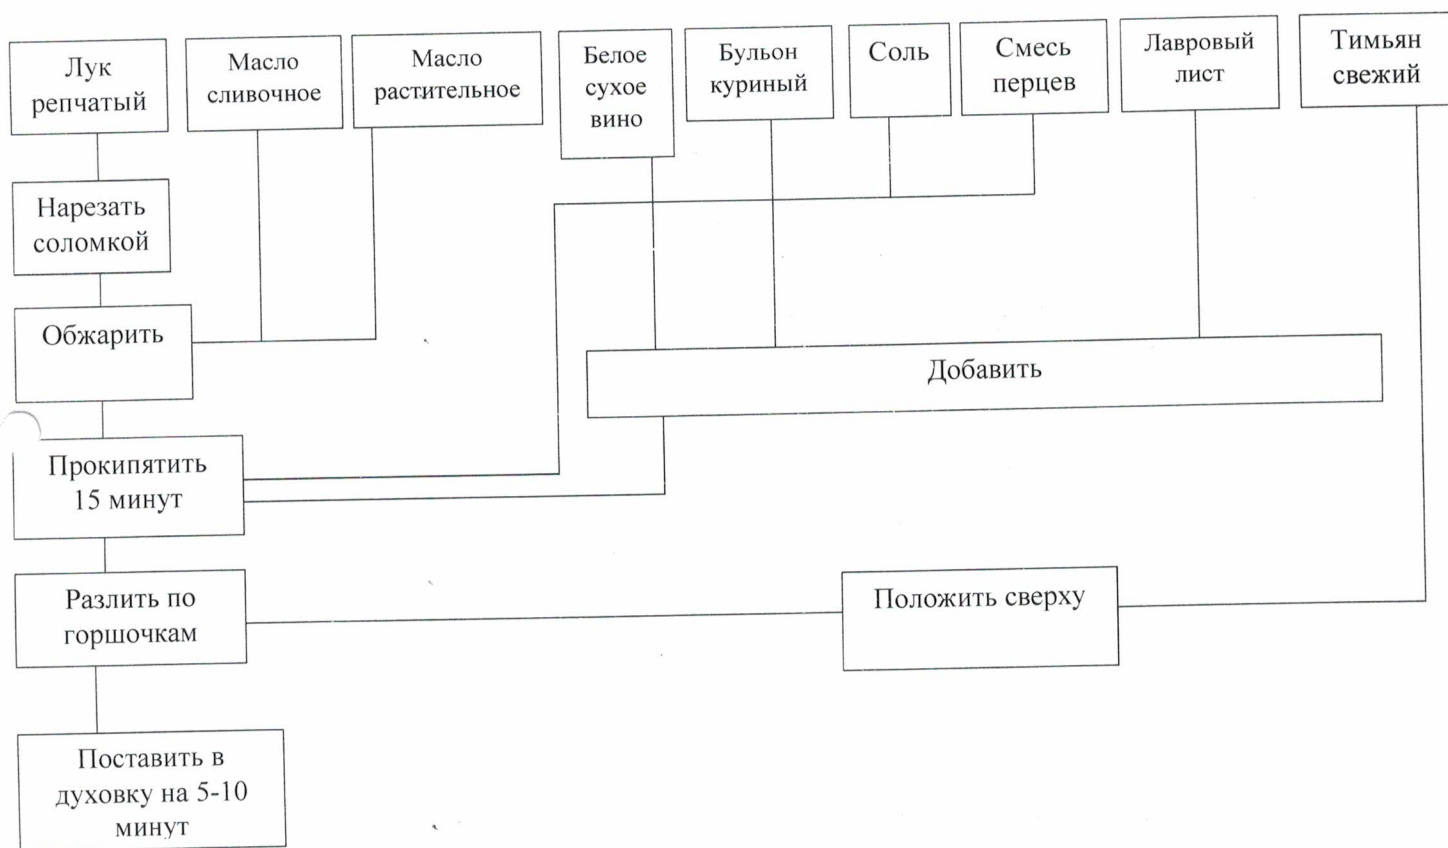 Лук
репчатый
Масло
сливочное
Масло
растительное
Белое
сухое
вино
Бульон
куриный
Соль
Смесь
перцев
Лавровый
лист
Тимьян
свежий
Нарезать
соломкой
Обжарить
Добавить
Прокипятить
15 минут
Разлить по
горшочкам
Положить сверху
Поставить в
духовку на 5-10
минут